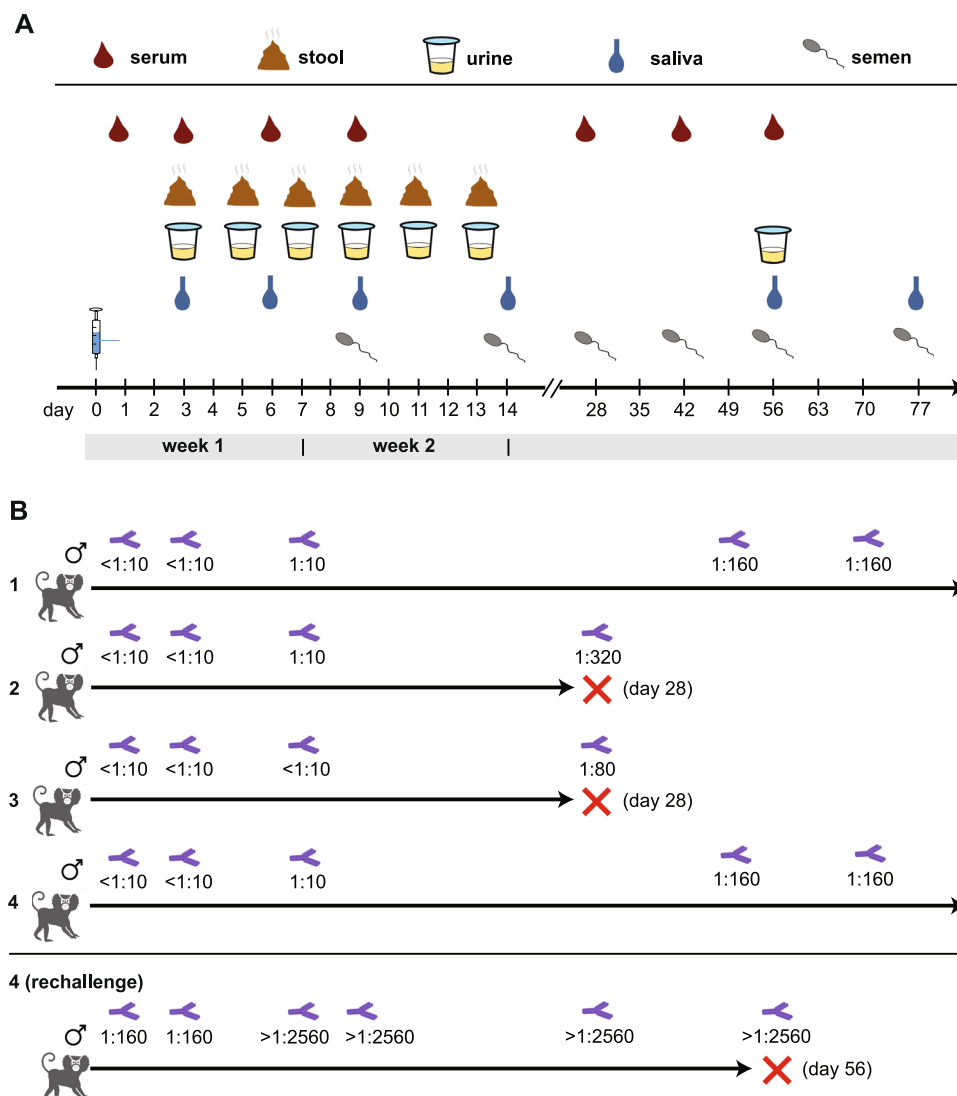 A
serum stool urine saliva semen
day 0 1 2 3 4 5 6 7 8 9 10 11 12 13 14 28 35 42 49 56 63 70 77
week 1 | week 2 |
B
♂ <1:10 <1:10 1:10 1:160 1:160
1
♂ <1:10 <1:10 1:10 1:320
2 (day 28)
♂ <1:10 <1:10 <1:10 1:80
3 (day 28)
♂ <1:10 <1:10 1:10 1:160 1:160
4
4 (rechallenge)
♂ 1:160 1:160 >1:2560 >1:2560 >1:2560 >1:2560
(day 56)